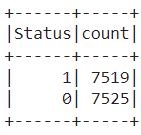 +------+-----+
|Status|count|
+------+-----+
|     1| 7519|
|     0| 7525|
+------+-----+